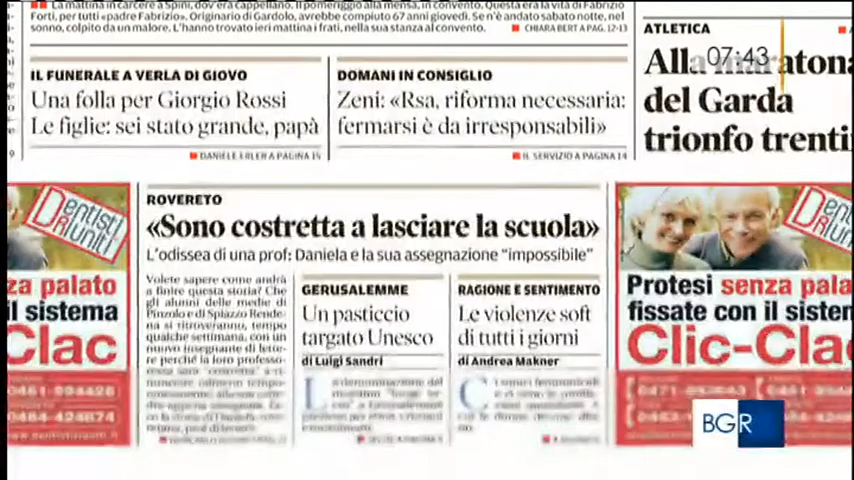 La mattina in carcere a Spini, dov'era cappellano. Il pomeriggio alla mensa, in convento. Questa era la vita di Fabrizio
Forti, per tutti «padre Fabrizio». Originario di Gardolo, avrebbe compiuto 67 anni giovedì. Se n'è andato sabato notte, nel
sonno, colpito da un malore. L'hanno trovato ieri mattina i frati, nella sua stanza al convento.
CHIARA BERT A PAG. 12-13
IL FUNERALE A VERLA DI GIOVO
Una folla per Giorgio Rossi
Le figlie: sei stato grande, papà
DANIELE ERLER A PAGINA 15
DOMANI IN CONSIGLIO
Zeni: «Rsa, riforma necessaria:
fermarsi è da irresponsabili»
IL SERVIZIO A PAGINA 14
ATLETICA
07:43
Alla maratona
del Garda
trionfo trenti
ROVERETO
«Sono costretta a lasciare la scuola»
L'odissea di una prof: Daniela e la sua assegnazione "impossibile"
Volete sapere come andrà
a finire questa storia? Che
gli alunni delle medie di
Pinzolo e di Spiazzo Rende-
na si ritroveranno, tempo
qualche settimana, con un
nuovo insegnante di lette-
re perché la loro professo-
GERUSALEMME
Un pasticcio
targato Unesco
di Luigi Sandri
RAGIONE E SENTIMENTO
Le violenze soft
di tutti i giorni
di Andrea Makner
Dentisti
Riuniti
za palato
il sistema
Clac
Dentisti
Riuniti
Protesi senza pala
fissate con il sistem
Clic-Cla
BGR